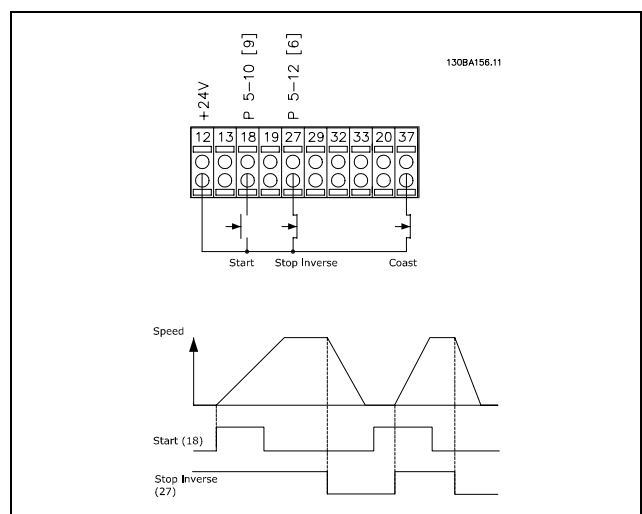 130BA156.11
+24V
P 5-10 [9]
P 5-12 [6]
12 13 18 19 27 29 32 33 20 37
Start Stop Inverse Coast
Speed
Start (18)
Stop Inverse
(27)